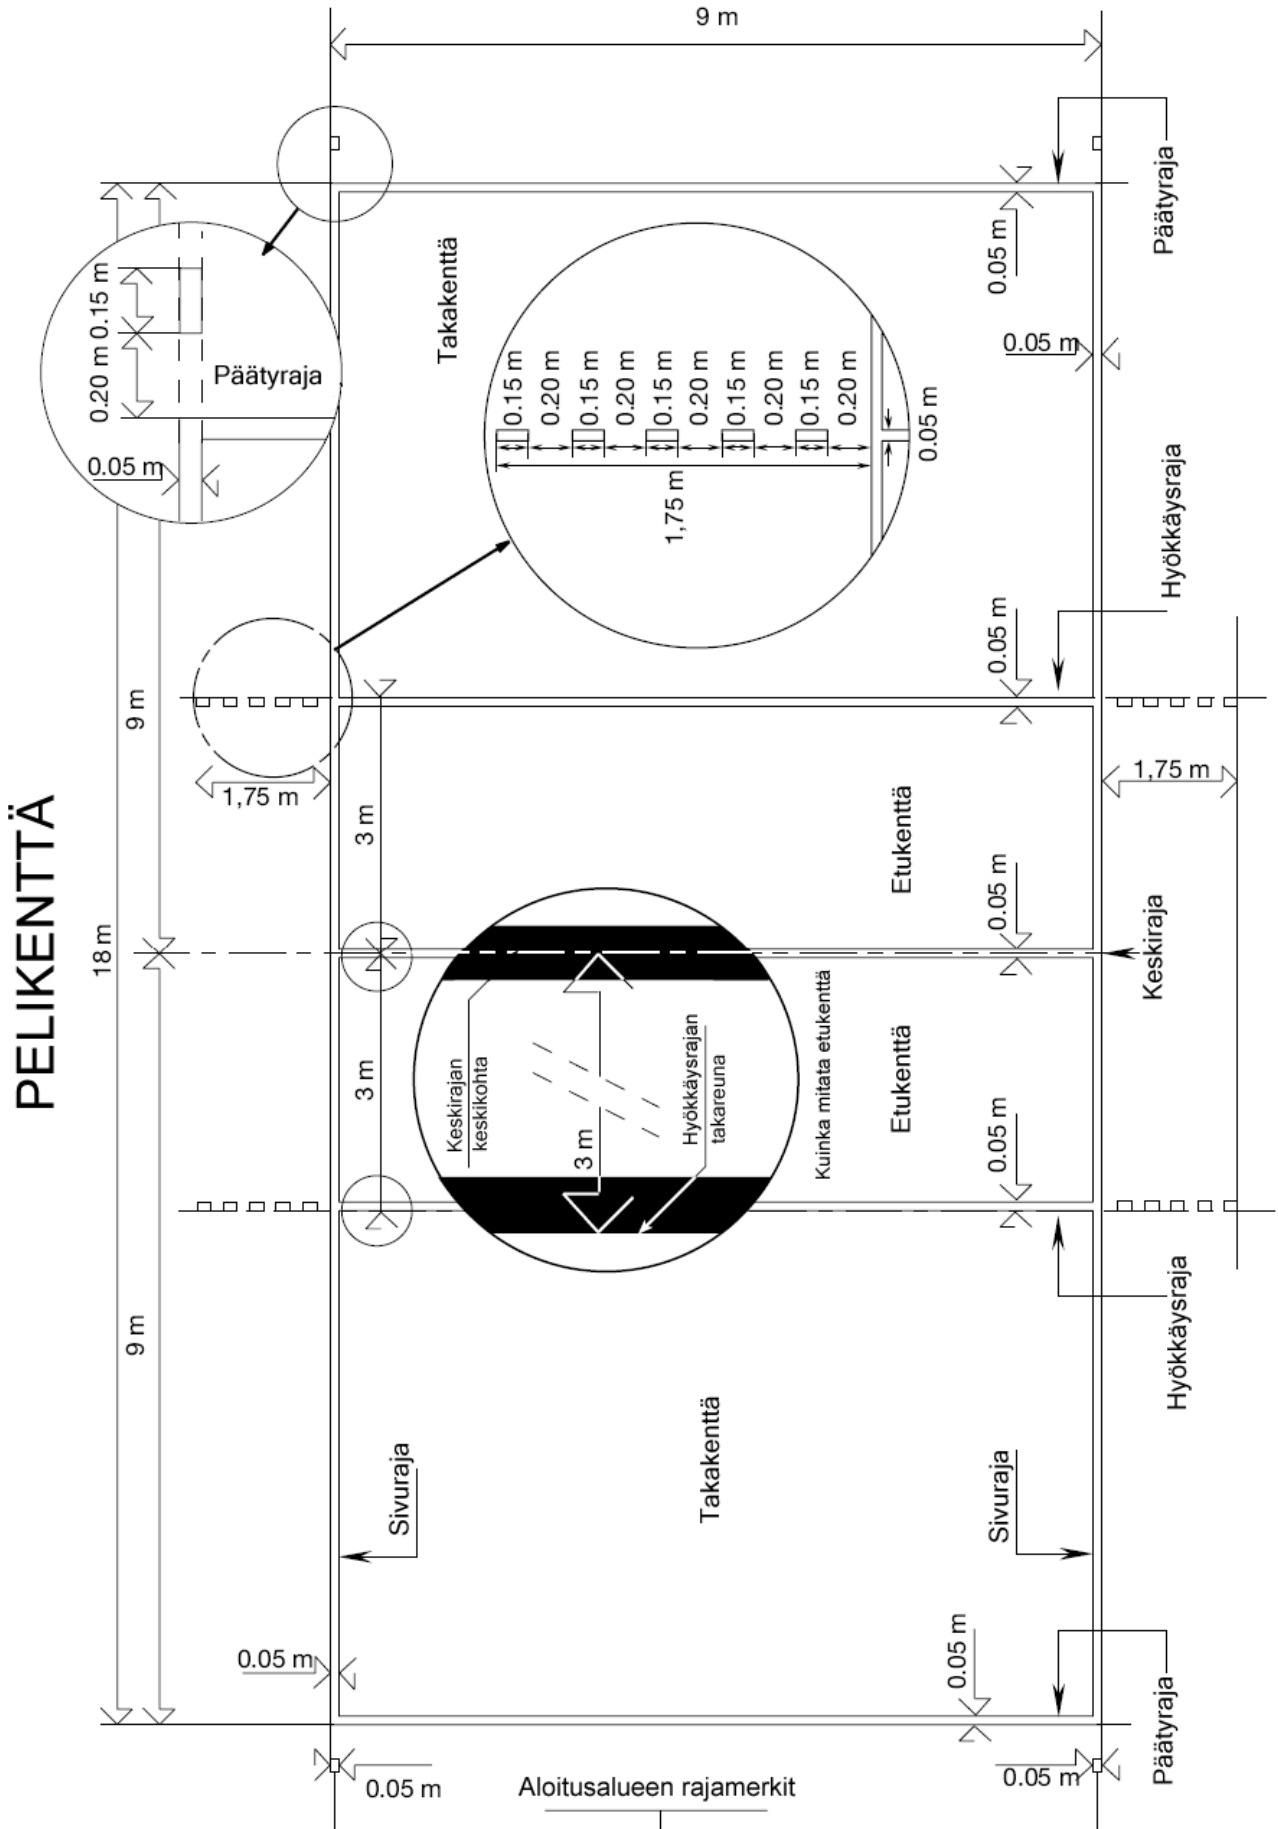 9 m
Päätyraja
0.05 m
0.05 m
Takakenttä
0.15 m
0.20 m
Päätyraja
0.05 m
0.15 m
0.20 m
0.15 m
0.20 m
0.15 m
0.20 m
0.15 m
0.20 m
0.15 m
0.20 m
0.05 m
1,75 m
Hyökkäysraja
0.05 m
9 m
1,75 m
1,75 m
3 m
Etukenttä
0.05 m
PELIKENTTÄ
18 m
Keskiraja
3 m
Keskirajan
keskikohta
3 m
Hyökkäysrajan
takareuna
Kuinka mitata etukenttä
Etukenttä
0.05 m
Hyökkäysraja
9 m
Takakenttä
Sivuraja
Sivuraja
0.05 m
0.05 m
Päätyraja
0.05 m
Aloitusalueen rajamerkit
0.05 m